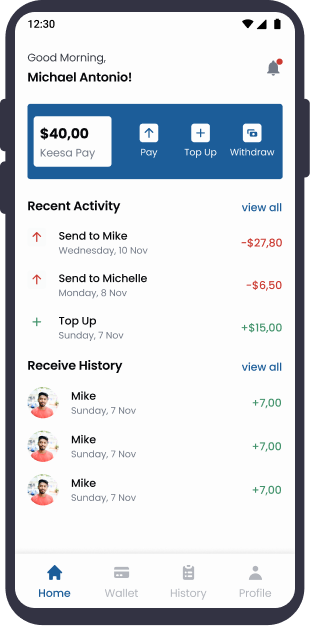 12:30
Good Morning,
Michael Antonio!
$40,00
Keesa Pay
Pay
Top Up
Withdraw
Recent Activity
view all
Send to Mike
Wednesday, 10 Nov
-$27,80
Send to Michelle
Monday, 8 Nov
-$6,50
Top Up
Sunday, 7 Nov
+$15,00
Receive History
view all
Mike
Sunday, 7 Nov
+7,00
Mike
Sunday, 7 Nov
+7,00
Mike
Sunday, 7 Nov
+7,00
Home
Wallet
History
Profile